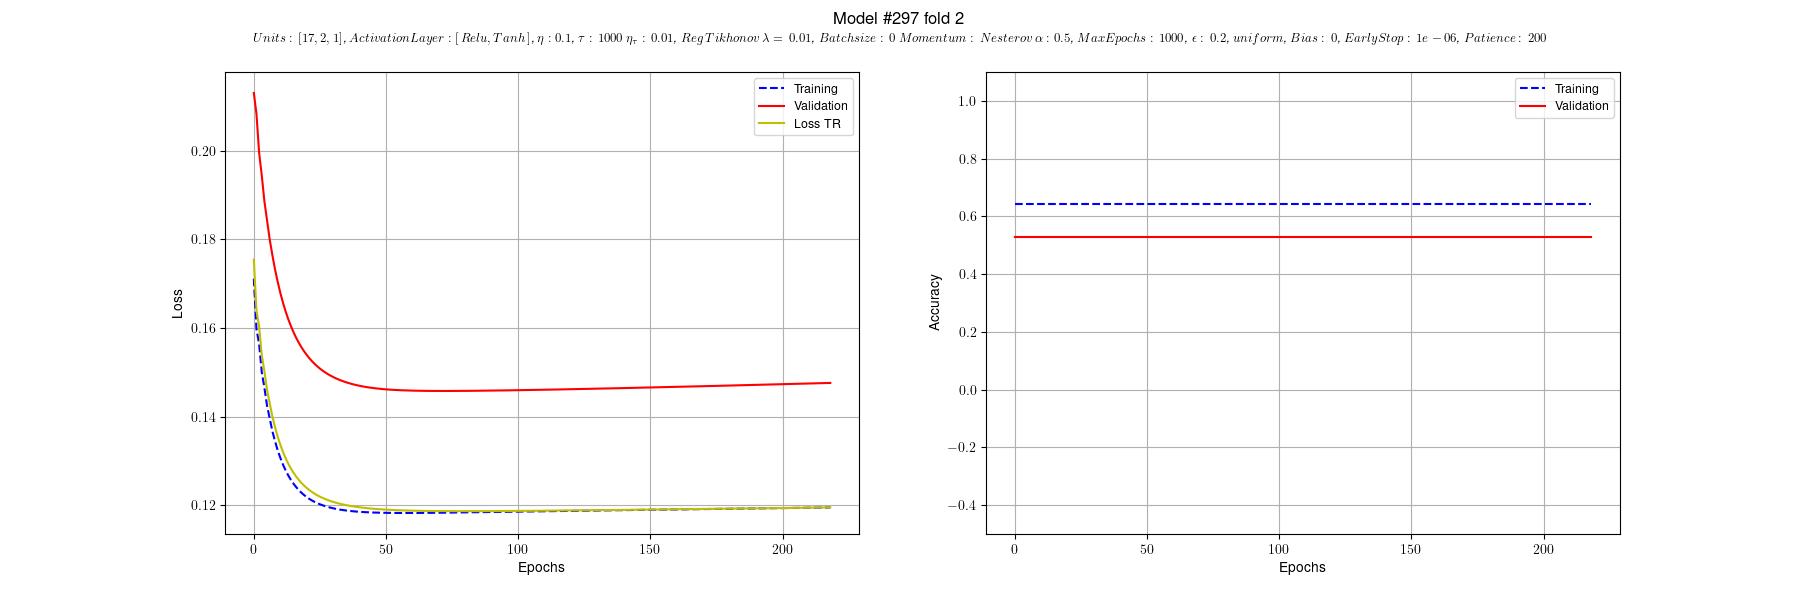 Model #297 fold 2
Units : [17, 2, 1], ActivationLayer : [ Relu, Tanh], η : 0.1, τ : 1000 η_τ : 0.01, RegTikhonov λ = 0.01, Batchsize : 0 Momentum : Nesterov α : 0.5, MaxEpochs : 1000, ϵ : 0.2, uniform, Bias : 0, EarlyStop : 1e − 06, Patience : 200
Training
Validation
Loss TR
0.20
0.18
0.16
0.14
0.12
Loss
0 50 100 150 200
Epochs
Training
Validation
1.0
0.8
0.6
0.4
0.2
0.0
−0.2
−0.4
Accuracy
0 50 100 150 200
Epochs